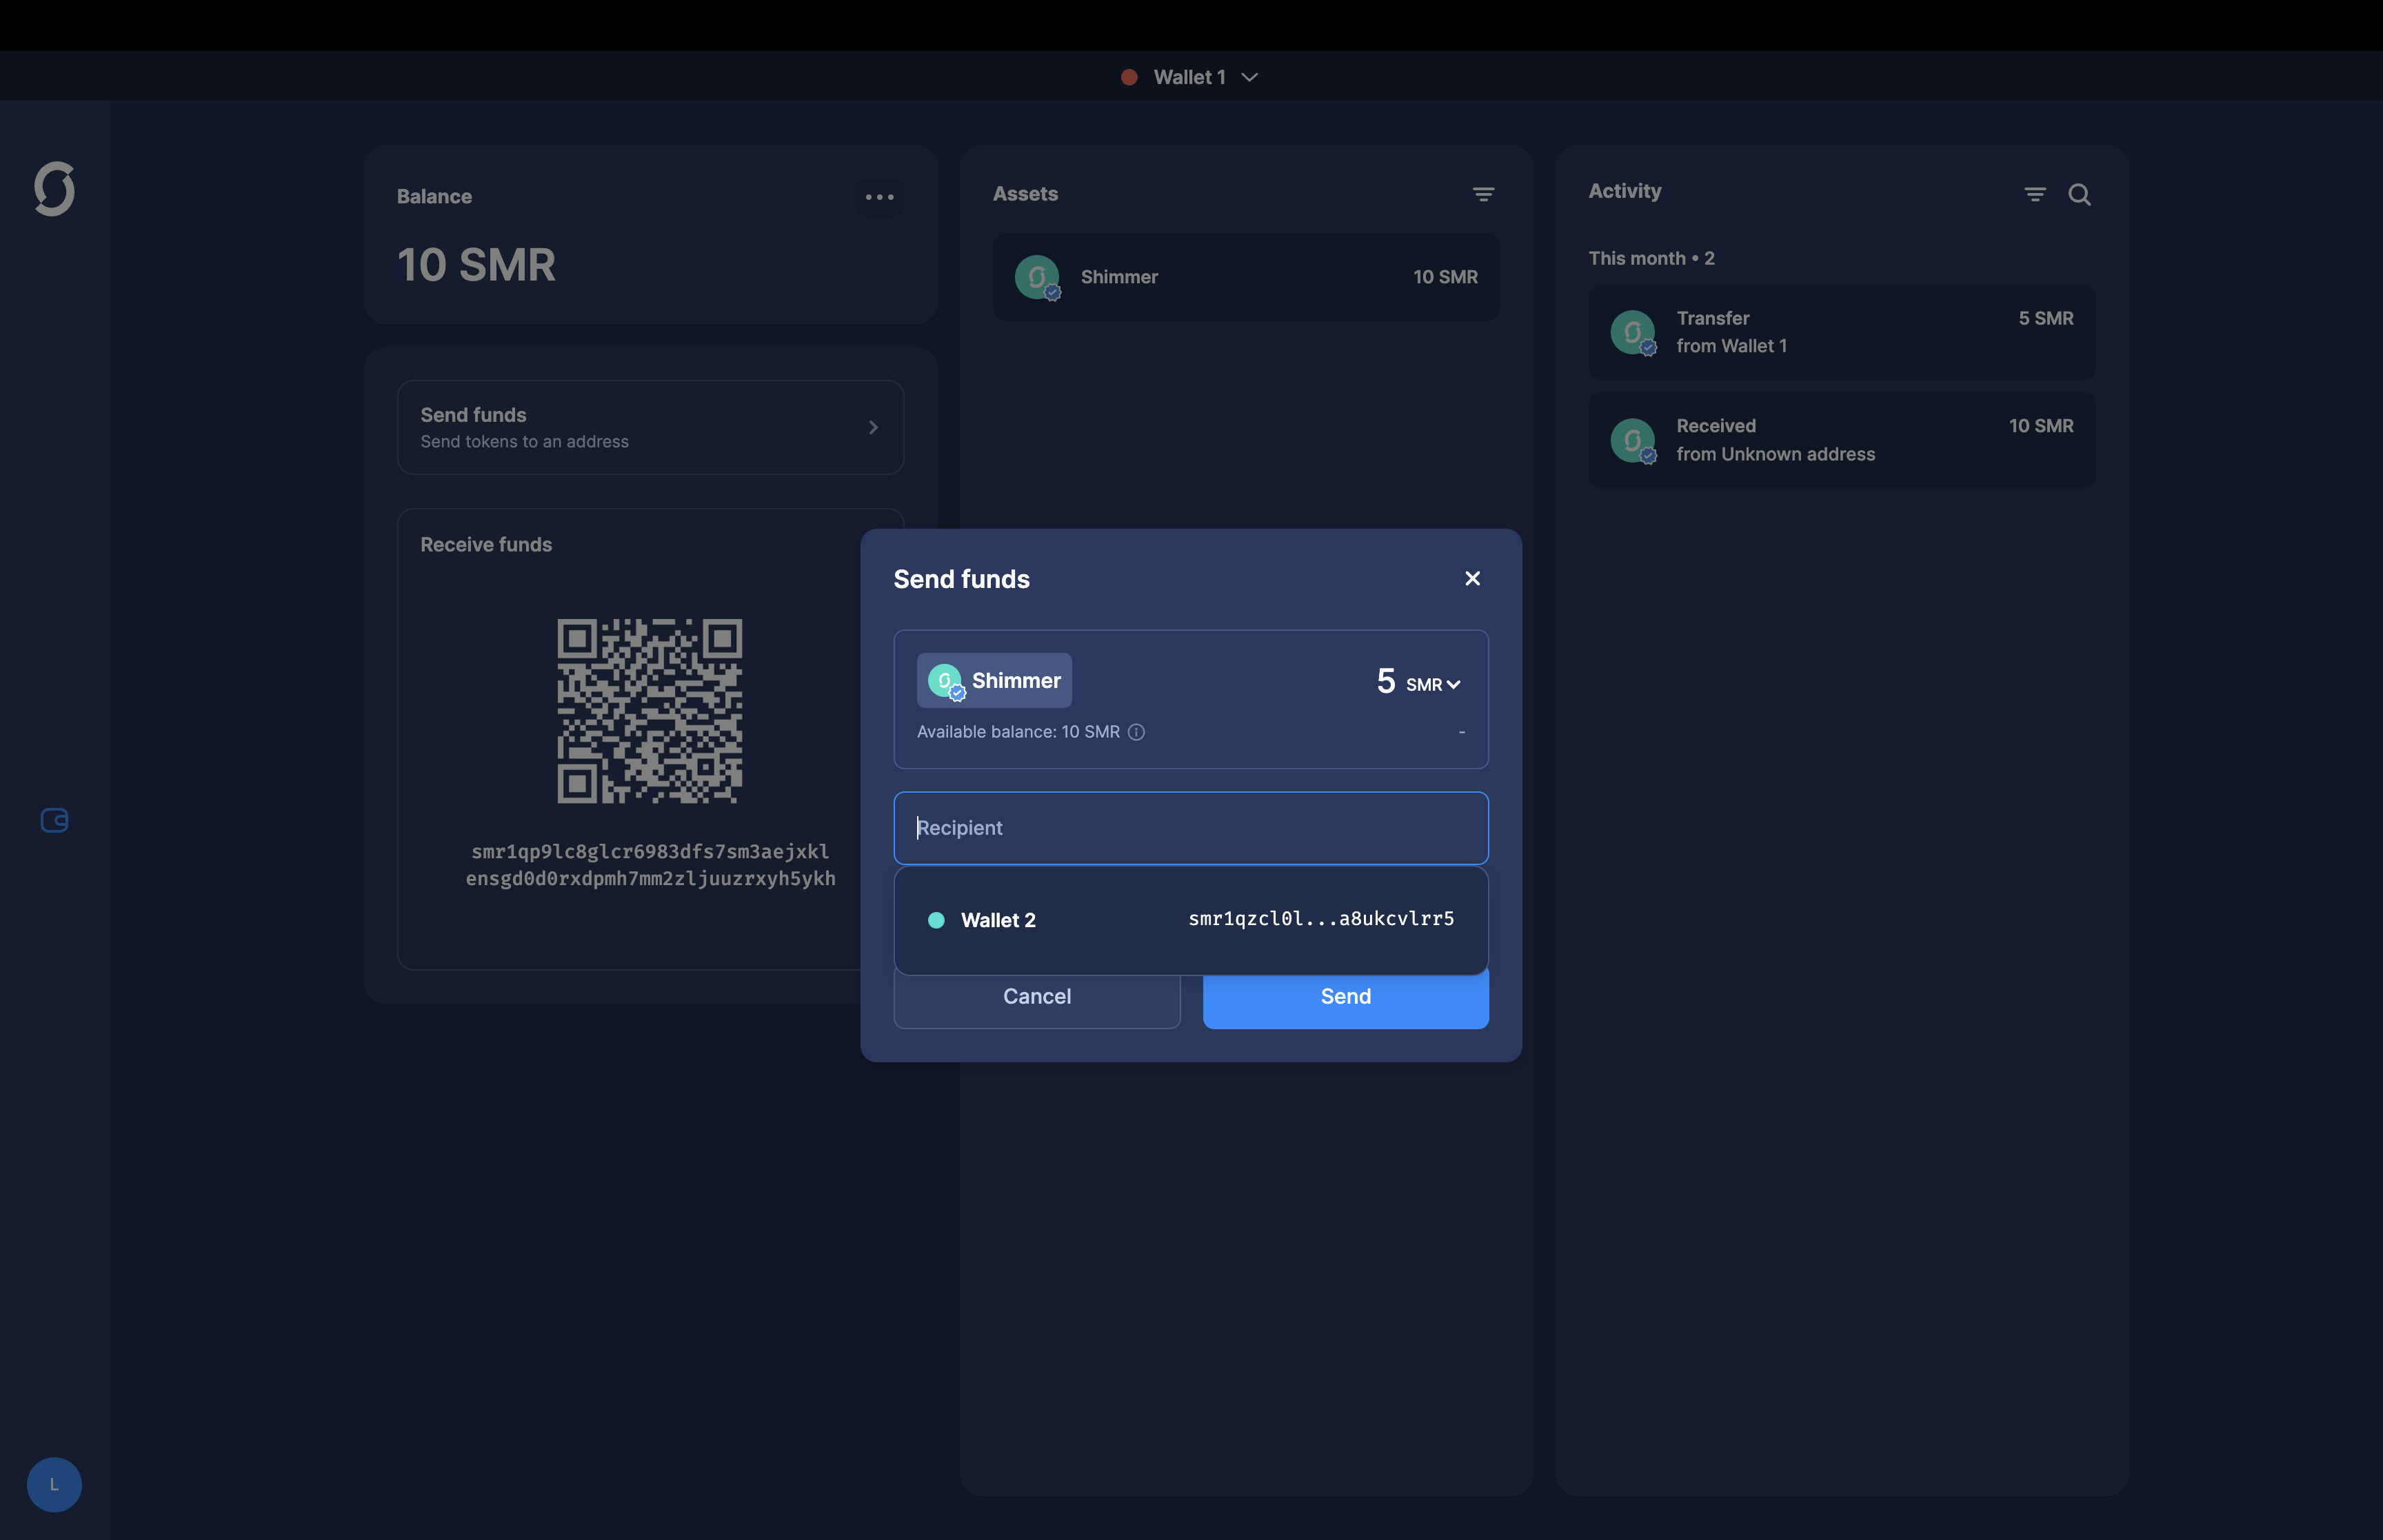 Wallet 1
Balance
10 SMR
Send funds
Send tokens to an address
Receive funds
smr1qp9lc8glcr6983dfs7sm3aejxkl
ensgd0d0rxdpmh7mm2zljuuzrxyh5ykh
Assets
Shimmer 10 SMR
Activity
This month • 2
Transfer 5 SMR
from Wallet 1
Received 10 SMR
from Unknown address
Send funds
Shimmer 5 SMR
Available balance: 10 SMR -
Recipient
Wallet 2 smr1qzcl0l...a8ukcvlrr5
Cancel Send
L